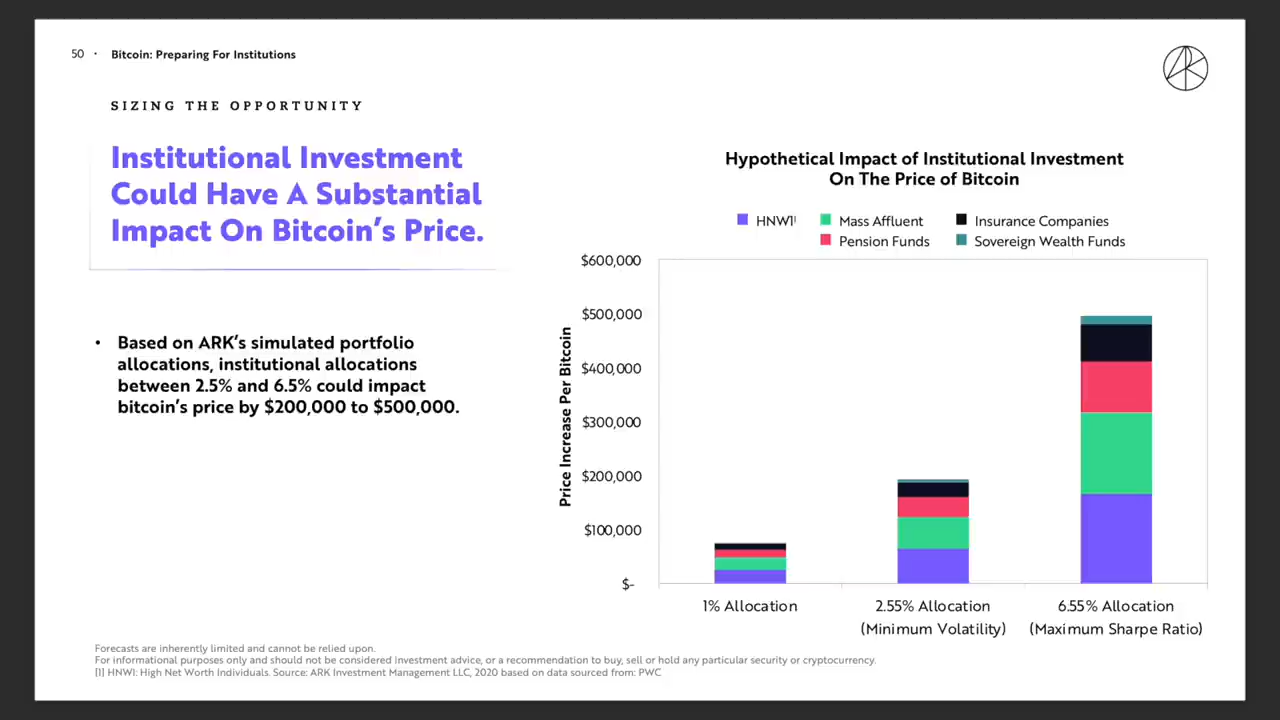 50 · Bitcoin: Preparing For Institutions
SIZING THE OPPORTUNITY
Institutional Investment
Could Have A Substantial
Impact On Bitcoin's Price.
• Based on ARK's simulated portfolio
allocations, institutional allocations
between 2.5% and 6.5% could impact
bitcoin's price by $200,000 to $500,000.
Hypothetical Impact of Institutional Investment
On The Price of Bitcoin
HNWI¹ Mass Affluent Insurance Companies
Pension Funds Sovereign Wealth Funds
Price Increase Per Bitcoin
$600,000
$500,000
$400,000
$300,000
$200,000
$100,000
$-
1% Allocation 2.55% Allocation 6.55% Allocation
(Minimum Volatility) (Maximum Sharpe Ratio)
Forecasts are inherently limited and cannot be relied upon.
For informational purposes only and should not be considered investment advice, or a recommendation to buy, sell or hold any particular security or cryptocurrency.
[1] HNWI: High Net Worth Individuals. Source: ARK Investment Management LLC, 2020 based on data sourced from: PWC